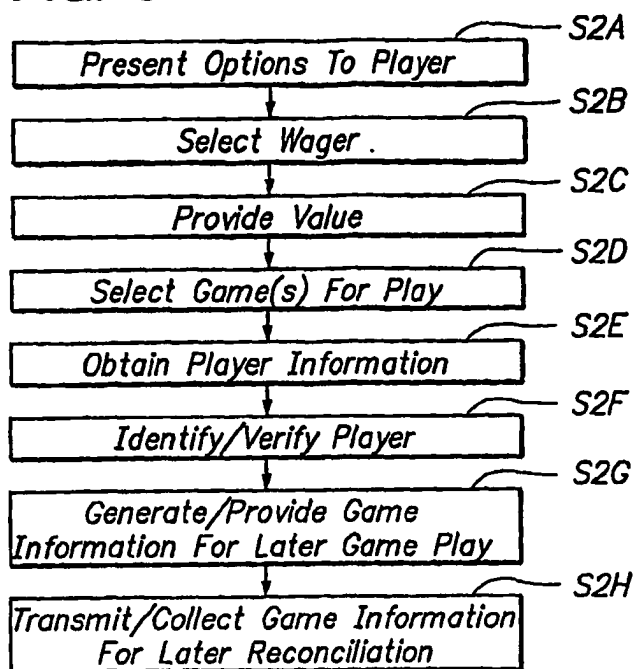 S2A
Present Options To Player
S2B
Select Wager .
S2C
Provide Value
S2D
Select Game(s) For Play
S2E
Obtain Player Information
S2F
Identify/Verify Player
S2G
Generate/Provide Game
Information For Later Game Play
S2H
Transmit/Collect Game Information
For Later Reconciliation